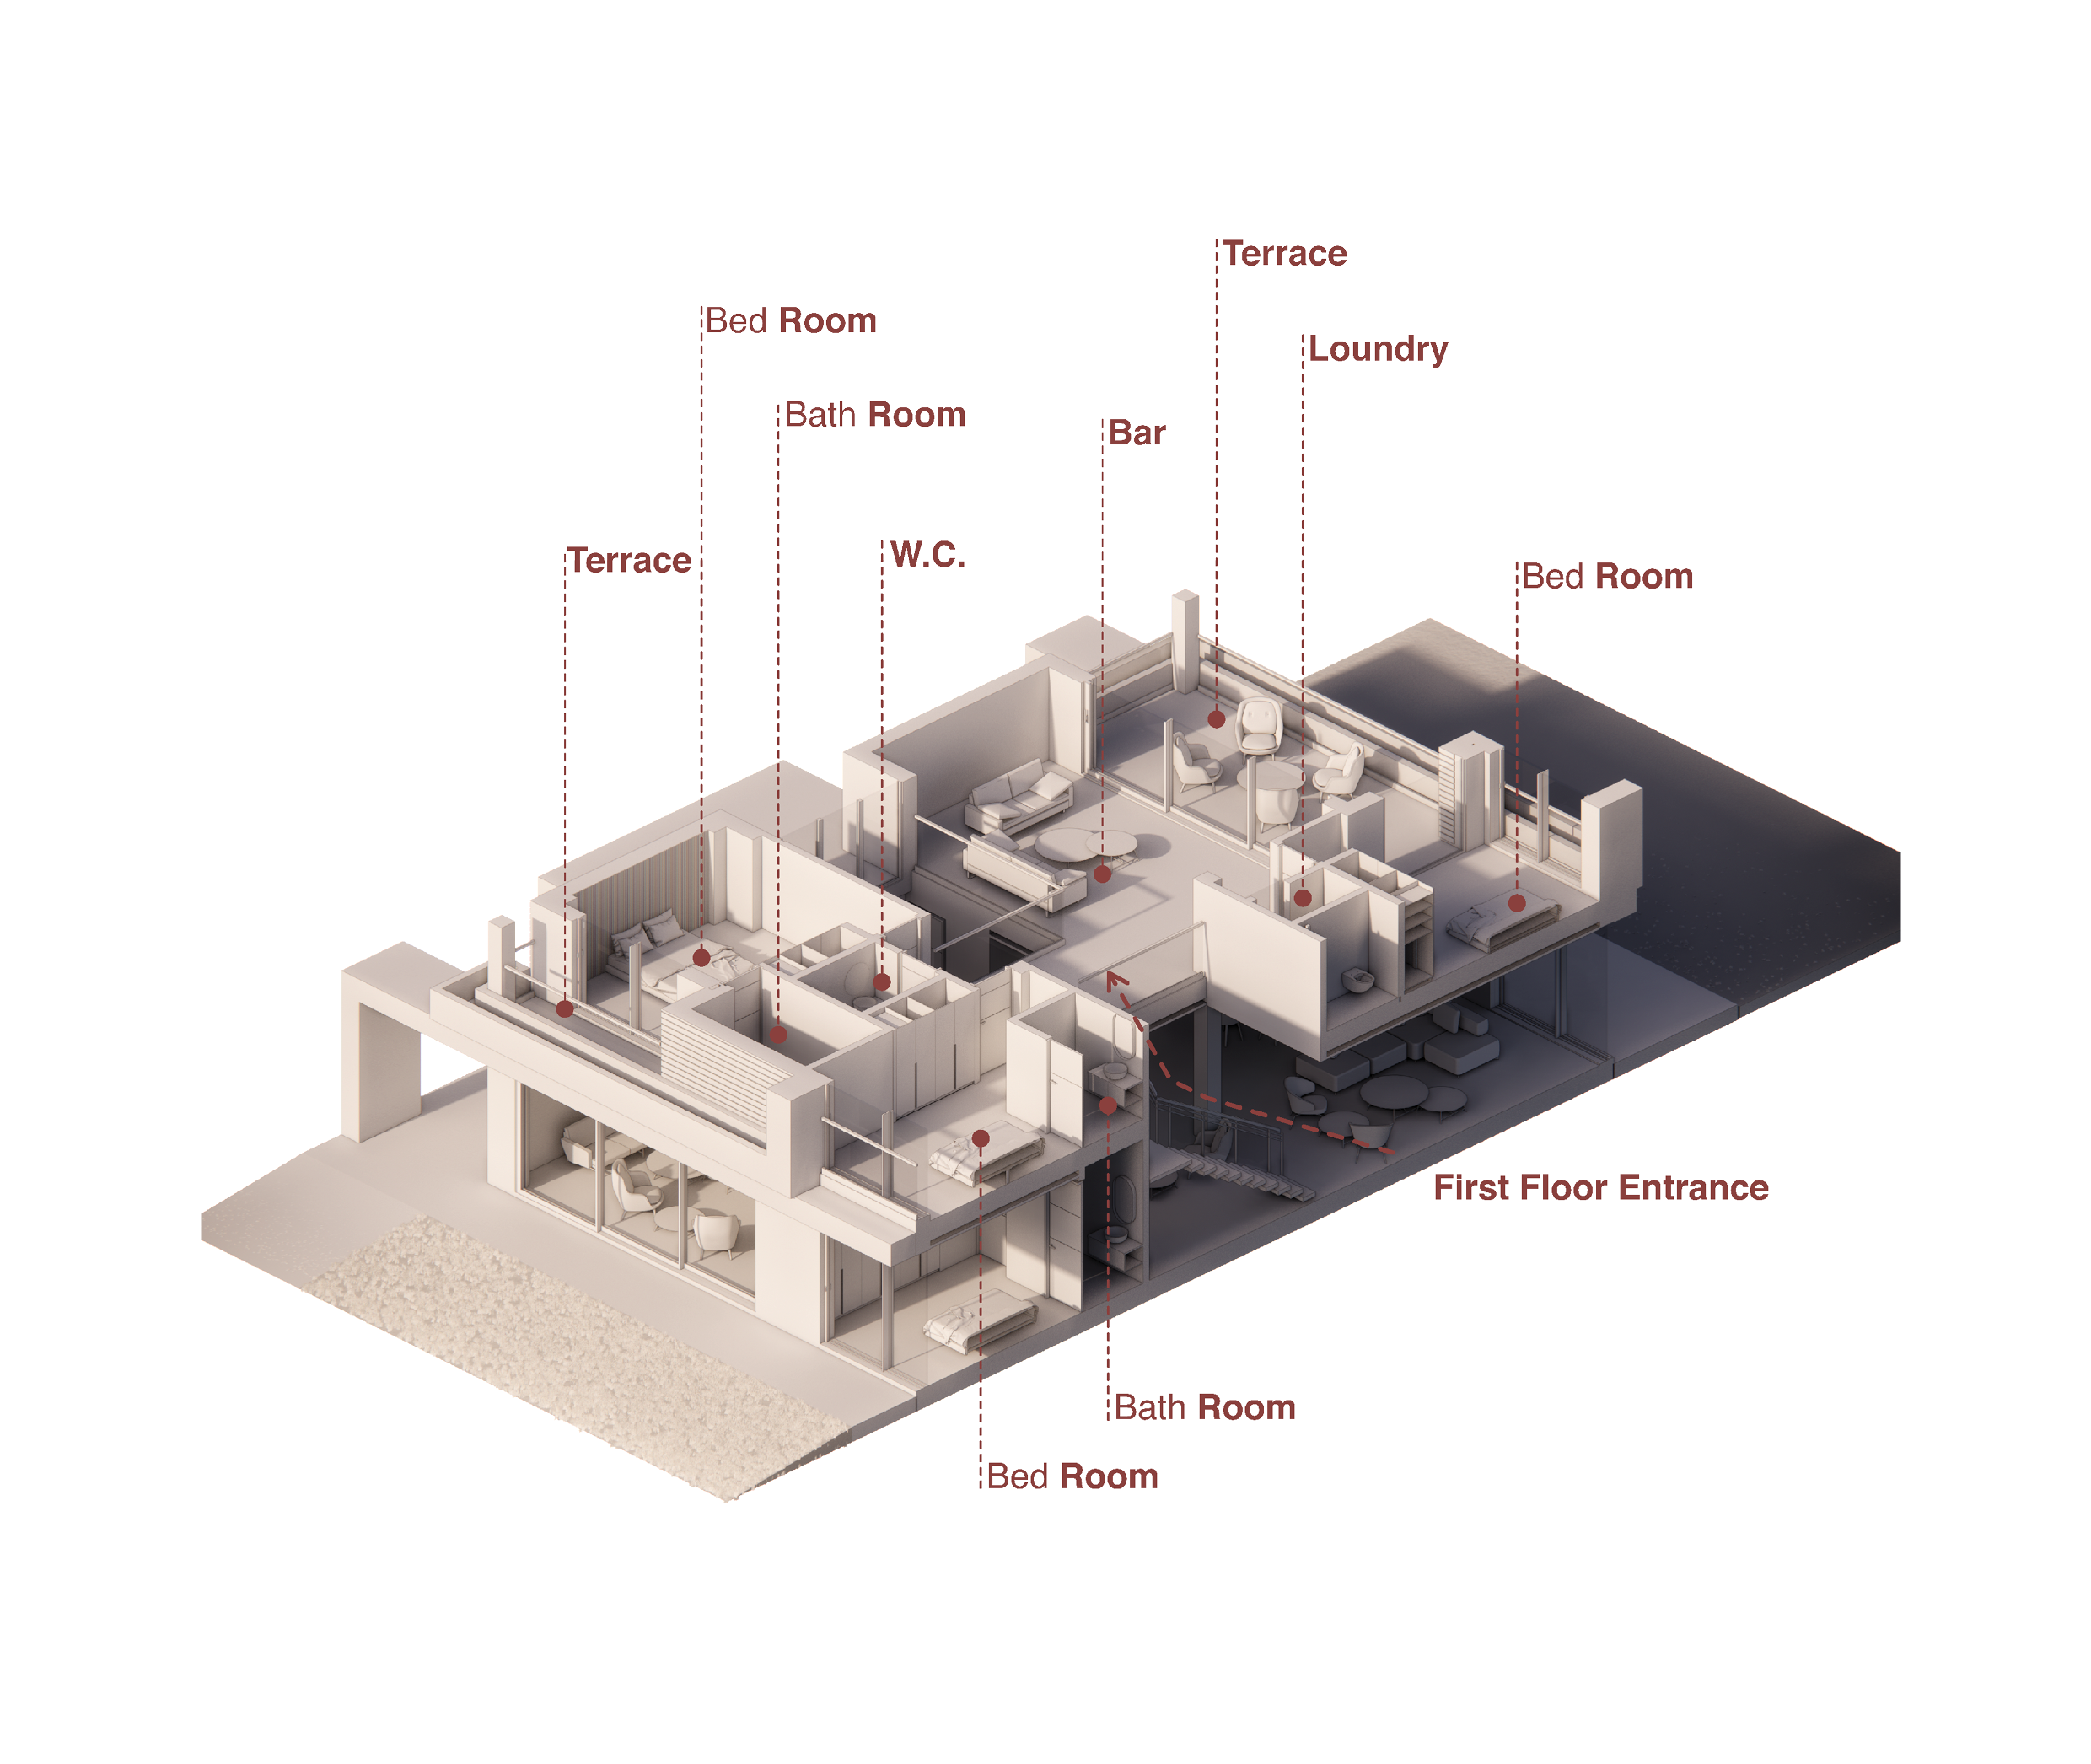 Terrace
Bed Room
Loundry
Bath Room
Bar
W.C.
Terrace
Bed Room
First Floor Entrance
Bath Room
Bed Room